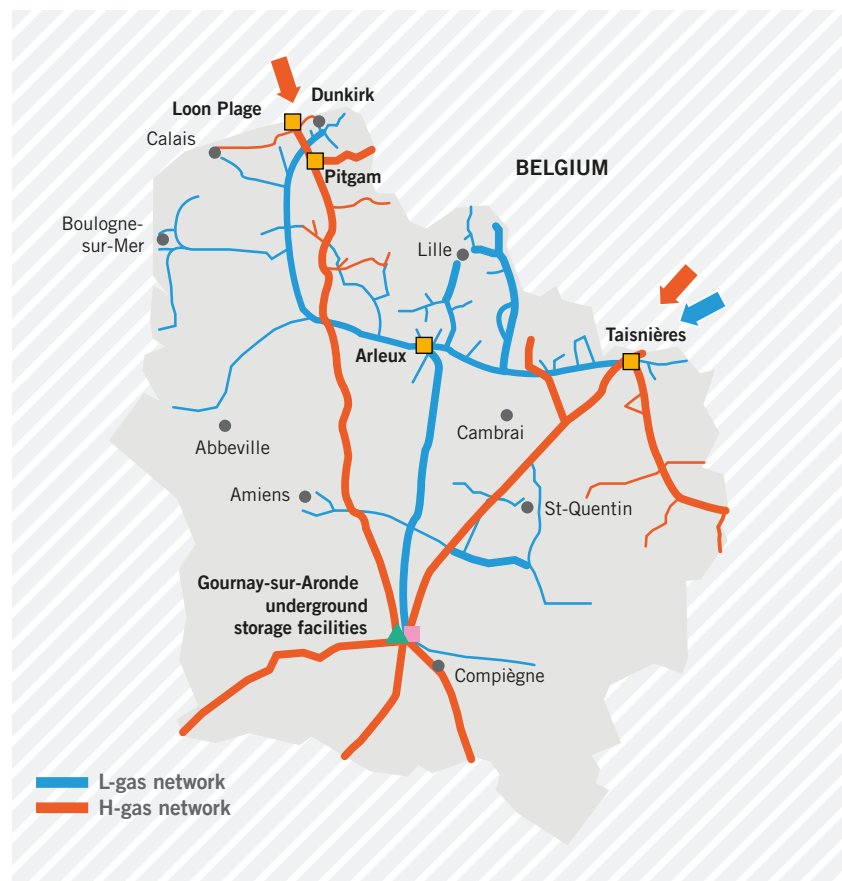 Loon Plage
Dunkirk
Calais
Pitgam
BELGIUM
Boulogne-
sur-Mer
Lille
Taisnières
Arleux
Cambrai
Abbeville
Amiens
St-Quentin
Gournay-sur-Aronde
underground
storage facilities
Compiègne
L-gas network
H-gas network